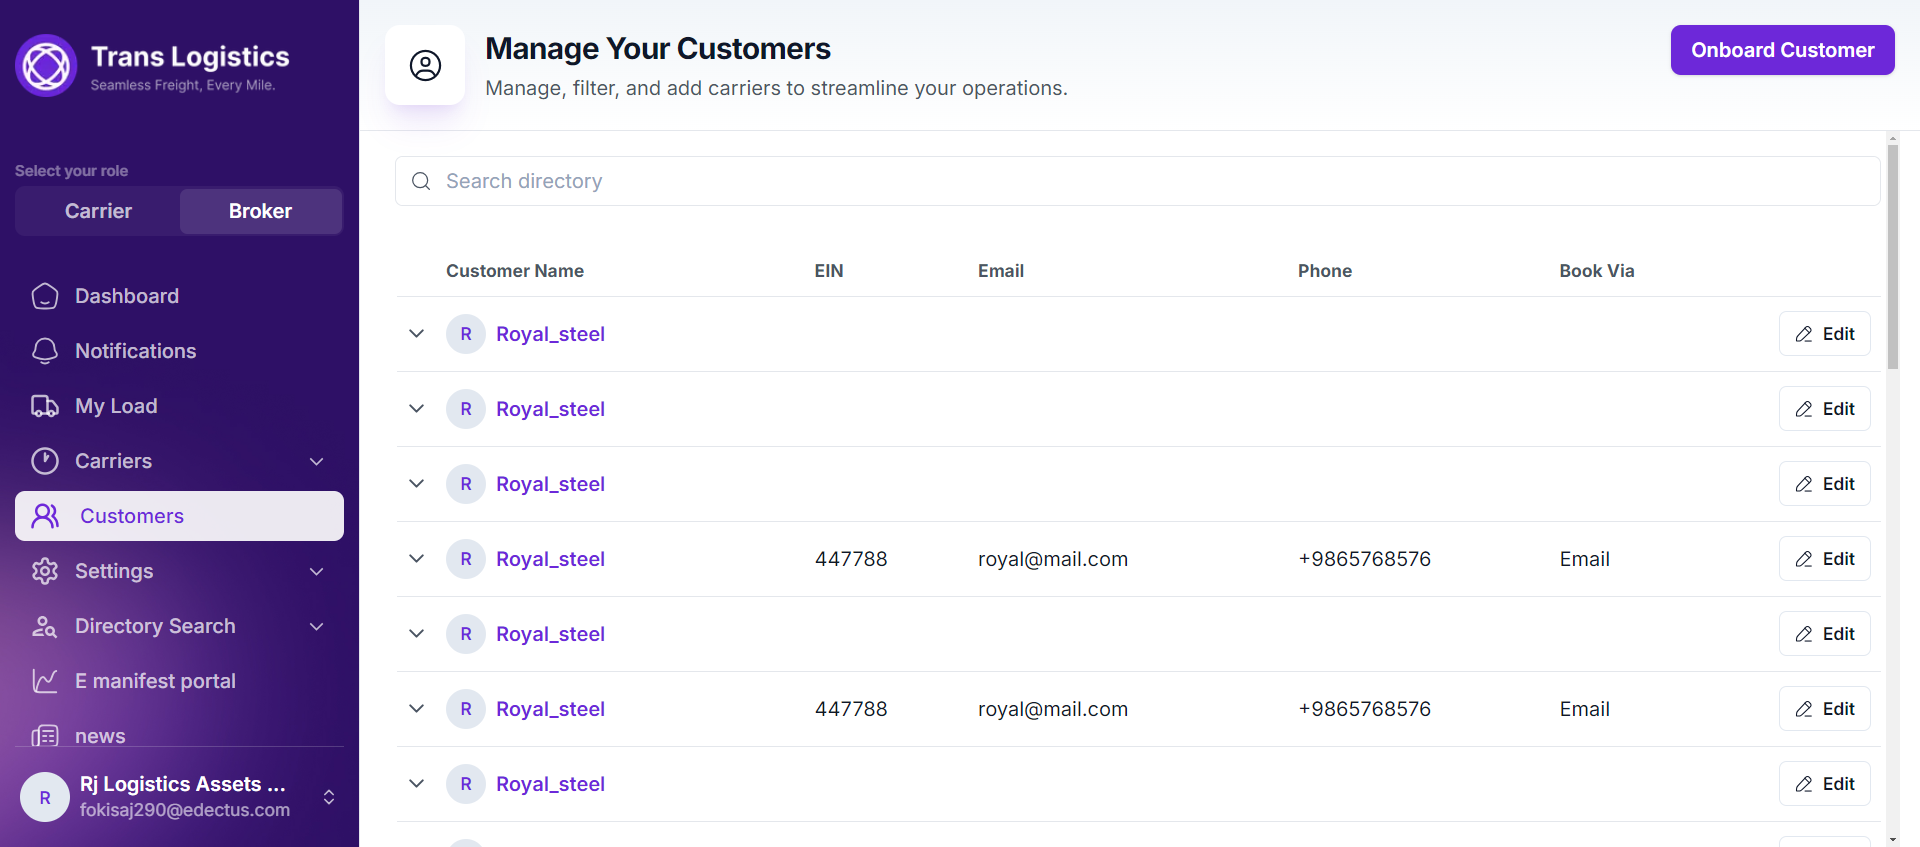 Trans Logistics
Seamless Freight, Every Mile.
Select your role
Carrier Broker
Dashboard
Notifications
My Load
Carriers
Customers
Settings
Directory Search
E manifest portal
news
R
Rj Logistics Assets ...
fokisaj290@edectus.com
Manage Your Customers
Manage, filter, and add carriers to streamline your operations.
Onboard Customer
Search directory
Customer Name EIN Email Phone Book Via
R Royal_steel Edit
R Royal_steel Edit
R Royal_steel Edit
R Royal_steel 447788 royal@mail.com +9865768576 Email Edit
R Royal_steel Edit
R Royal_steel 447788 royal@mail.com +9865768576 Email Edit
R Royal_steel Edit